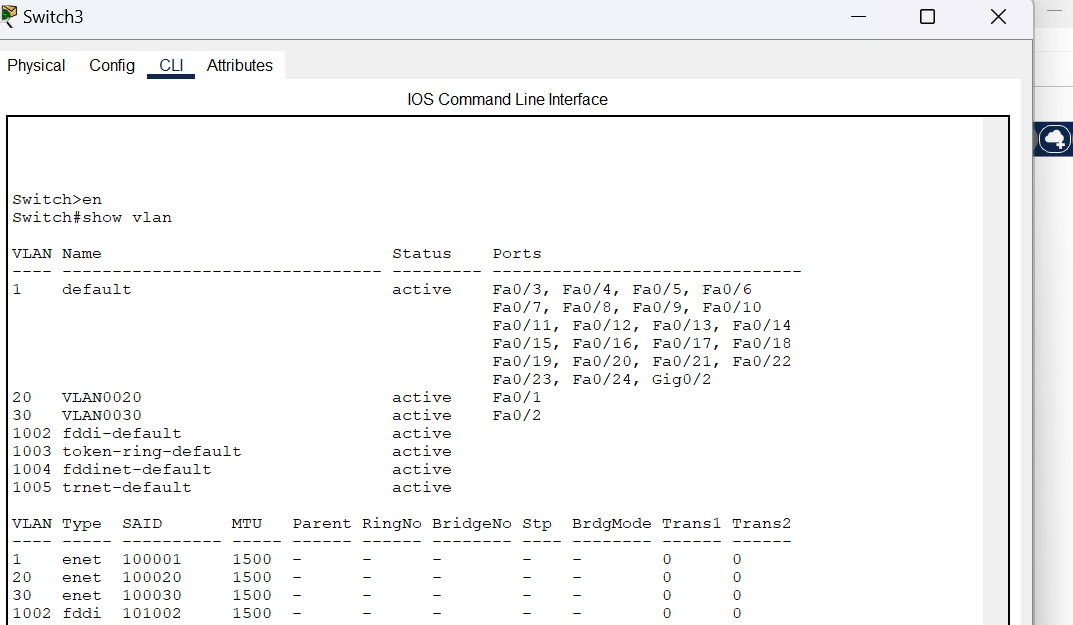 Switch3
Physical Config CLI Attributes
IOS Command Line Interface
Switch>en
Switch#show vlan
VLAN Name                             Status    Ports
---- -------------------------------- --------- -------------------------------
1    default                          active    Fa0/3, Fa0/4, Fa0/5, Fa0/6
                                                Fa0/7, Fa0/8, Fa0/9, Fa0/10
                                                Fa0/11, Fa0/12, Fa0/13, Fa0/14
                                                Fa0/15, Fa0/16, Fa0/17, Fa0/18
                                                Fa0/19, Fa0/20, Fa0/21, Fa0/22
                                                Fa0/23, Fa0/24, Gig0/2
20   VLAN0020                         active    Fa0/1
30   VLAN0030                         active    Fa0/2
1002 fddi-default                     active
1003 token-ring-default               active
1004 fddinet-default                  active
1005 trnet-default                    active
VLAN Type  SAID       MTU   Parent RingNo BridgeNo Stp  BrdgMode Trans1 Trans2
---- ----- ---------- ----- ------ ------ -------- ---- -------- ------ ------
1    enet  100001     1500  -      -      -        -    -        0      0
20   enet  100020     1500  -      -      -        -    -        0      0
30   enet  100030     1500  -      -      -        -    -        0      0
1002 fddi  101002     1500  -      -      -        -    -        0      0